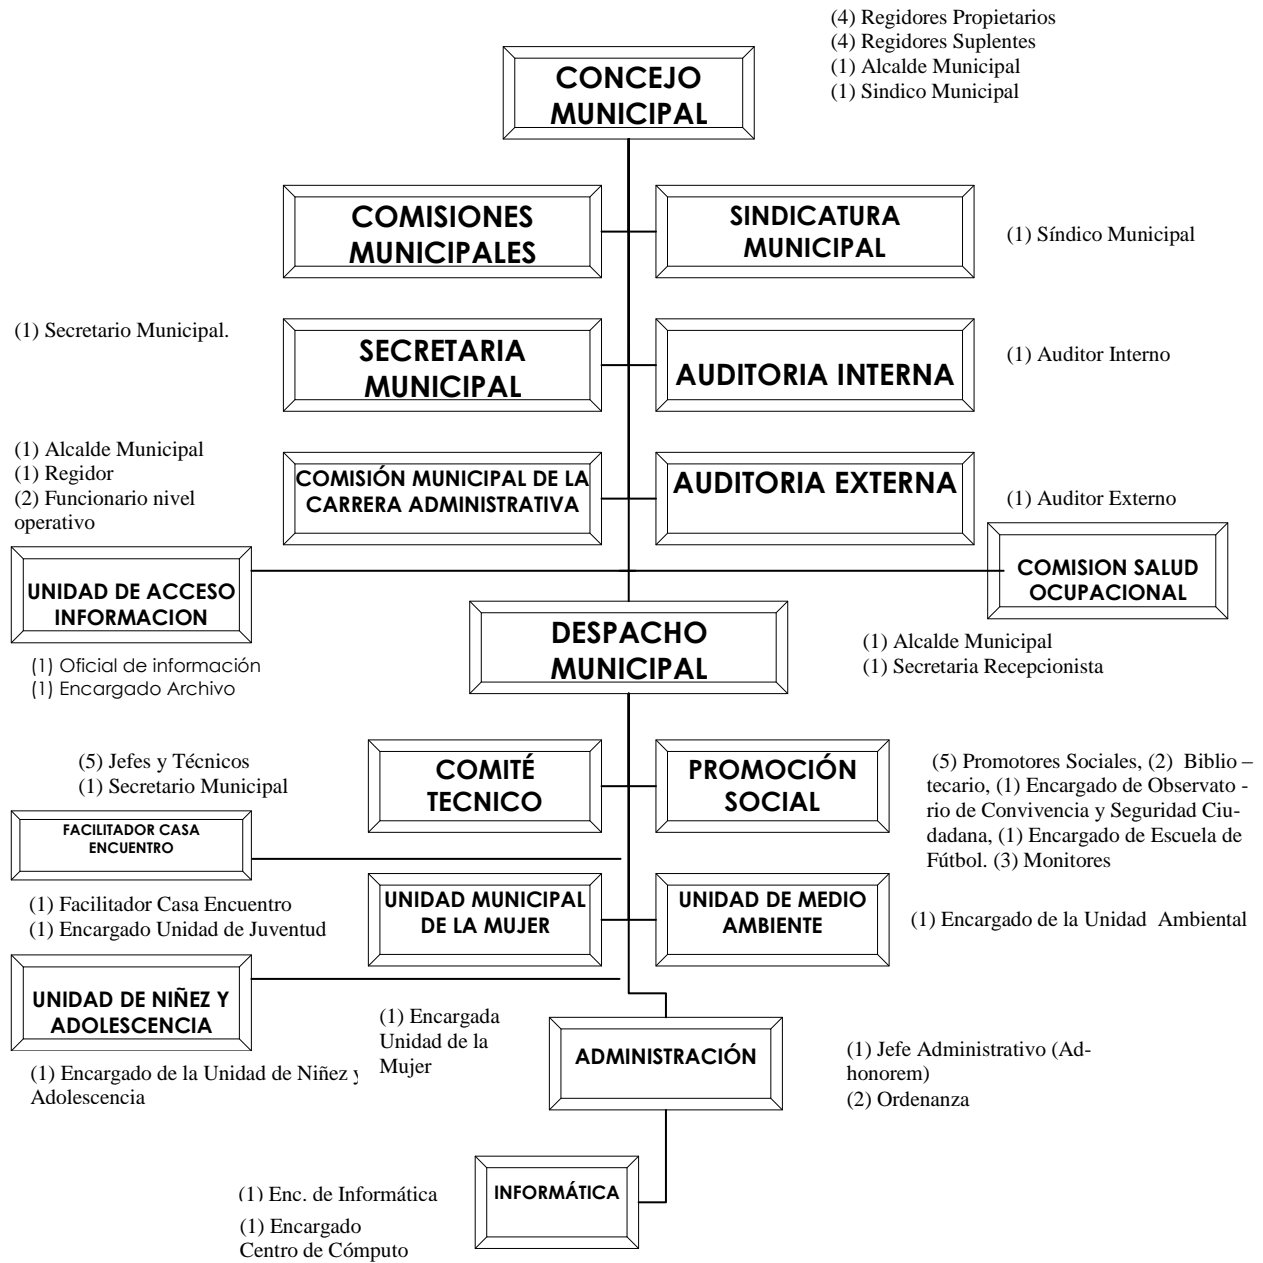 (4) Regidores Propietarios
(4) Regidores Suplentes
(1) Alcalde Municipal
(1) Sindico Municipal
CONCEJO
MUNICIPAL
COMISIONES
MUNICIPALES
SINDICATURA
MUNICIPAL
(1) Síndico Municipal
(1) Secretario Municipal.
SECRETARIA
MUNICIPAL
AUDITORIA INTERNA
(1) Auditor Interno
(1) Alcalde Municipal
(1) Regidor
(2) Funcionario nivel
operativo
COMISIÓN MUNICIPAL DE LA
CARRERA ADMINISTRATIVA
AUDITORIA EXTERNA
(1) Auditor Externo
UNIDAD DE ACCESO
INFORMACION
COMISION SALUD
OCUPACIONAL
(1) Oficial de información
(1) Encargado Archivo
DESPACHO
MUNICIPAL
(1) Alcalde Municipal
(1) Secretaria Recepcionista
(5) Jefes y Técnicos
(1) Secretario Municipal
COMITÉ
TECNICO
PROMOCIÓN
SOCIAL
(5) Promotores Sociales, (2) Biblio –
tecario, (1) Encargado de Observato -
rio de Convivencia y Seguridad Ciu-
dadana, (1) Encargado de Escuela de
Fútbol. (3) Monitores
FACILITADOR CASA
ENCUENTRO
(1) Facilitador Casa Encuentro
(1) Encargado Unidad de Juventud
UNIDAD MUNICIPAL
DE LA MUJER
UNIDAD DE MEDIO
AMBIENTE
(1) Encargado de la Unidad Ambiental
UNIDAD DE NIÑEZ Y
ADOLESCENCIA
(1) Encargado de la Unidad de Niñez y
Adolescencia
(1) Encargada
Unidad de la
Mujer
ADMINISTRACIÓN
(1) Jefe Administrativo (Ad-
honorem)
(2) Ordenanza
INFORMÁTICA
(1) Enc. de Informática
(1) Encargado
Centro de Cómputo